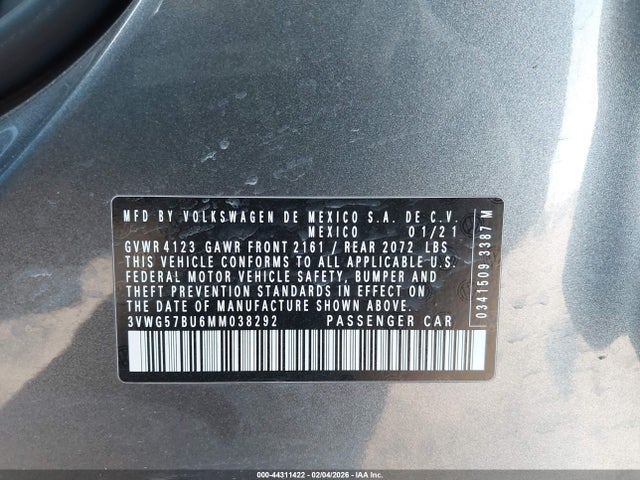 MFD BY VOLKSWAGEN DE MEXICO S.A. DE C.V.
MEXICO 01/21
GVWR 4123 GAWR FRONT 2161 / REAR 2072 LBS
THIS VEHICLE CONFORMS TO ALL APPLICABLE U.S.
FEDERAL MOTOR VEHICLE SAFETY, BUMPER AND
THEFT PREVENTION STANDARDS IN EFFECT ON
THE DATE OF MANUFACTURE SHOWN ABOVE.
3VWG57BU6MM038292 PASSENGER CAR
0341509 3387 M
000-44311422 - 02/04/2026 - IAA Inc.